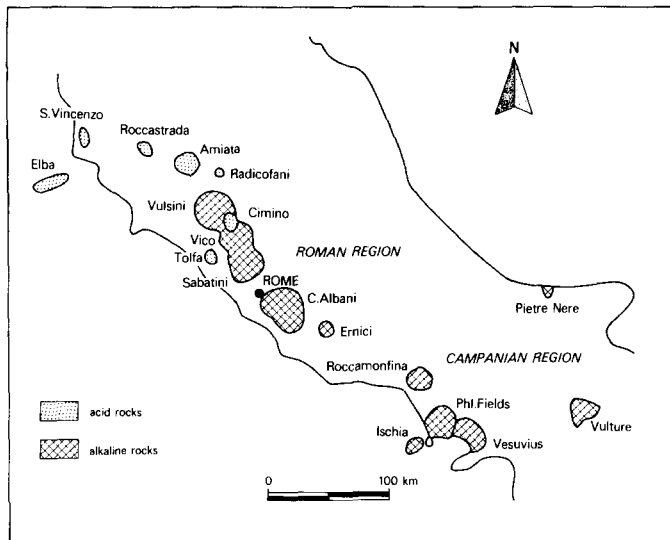 N
S.Vincenzo
Roccastrada
Amiata
Elba
Radicofani
Vulsini
Cimino
Vico
ROMAN REGION
Tolfa
Sabatini
ROME
C.Albani
Pietre Nere
Ernici
CAMPANIAN REGION
Roccamonfina
Phl.Fields
acid rocks
Ischia
Vulture
alkaline rocks
Vesuvius
0 100 km